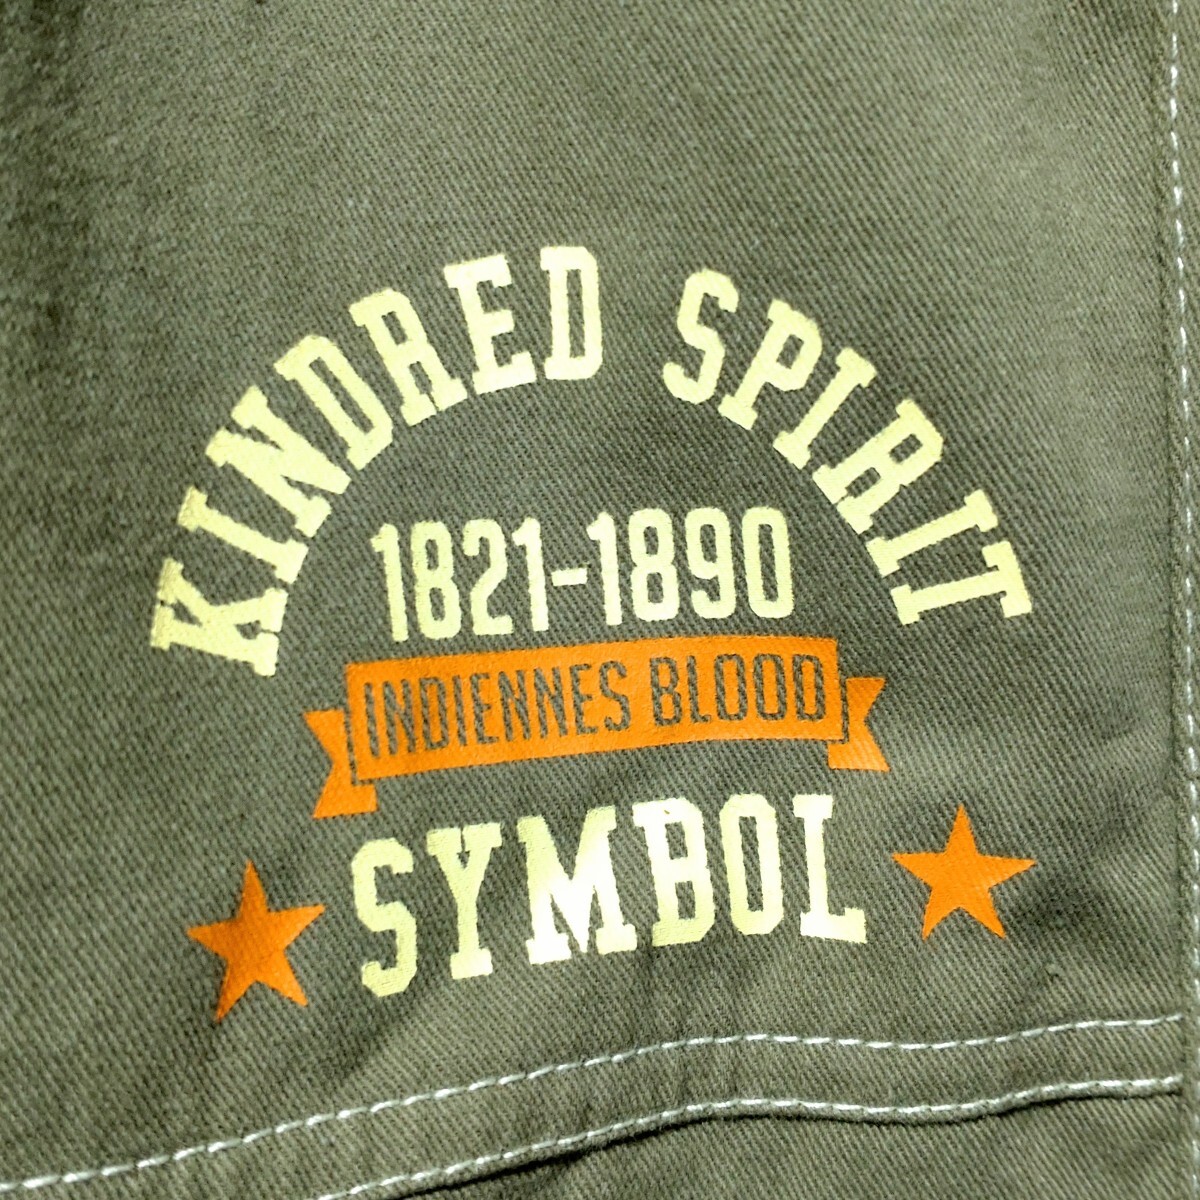 KINDRED SPIRIT
1821-1890
INDIENNES BLOOD
SYMBOL